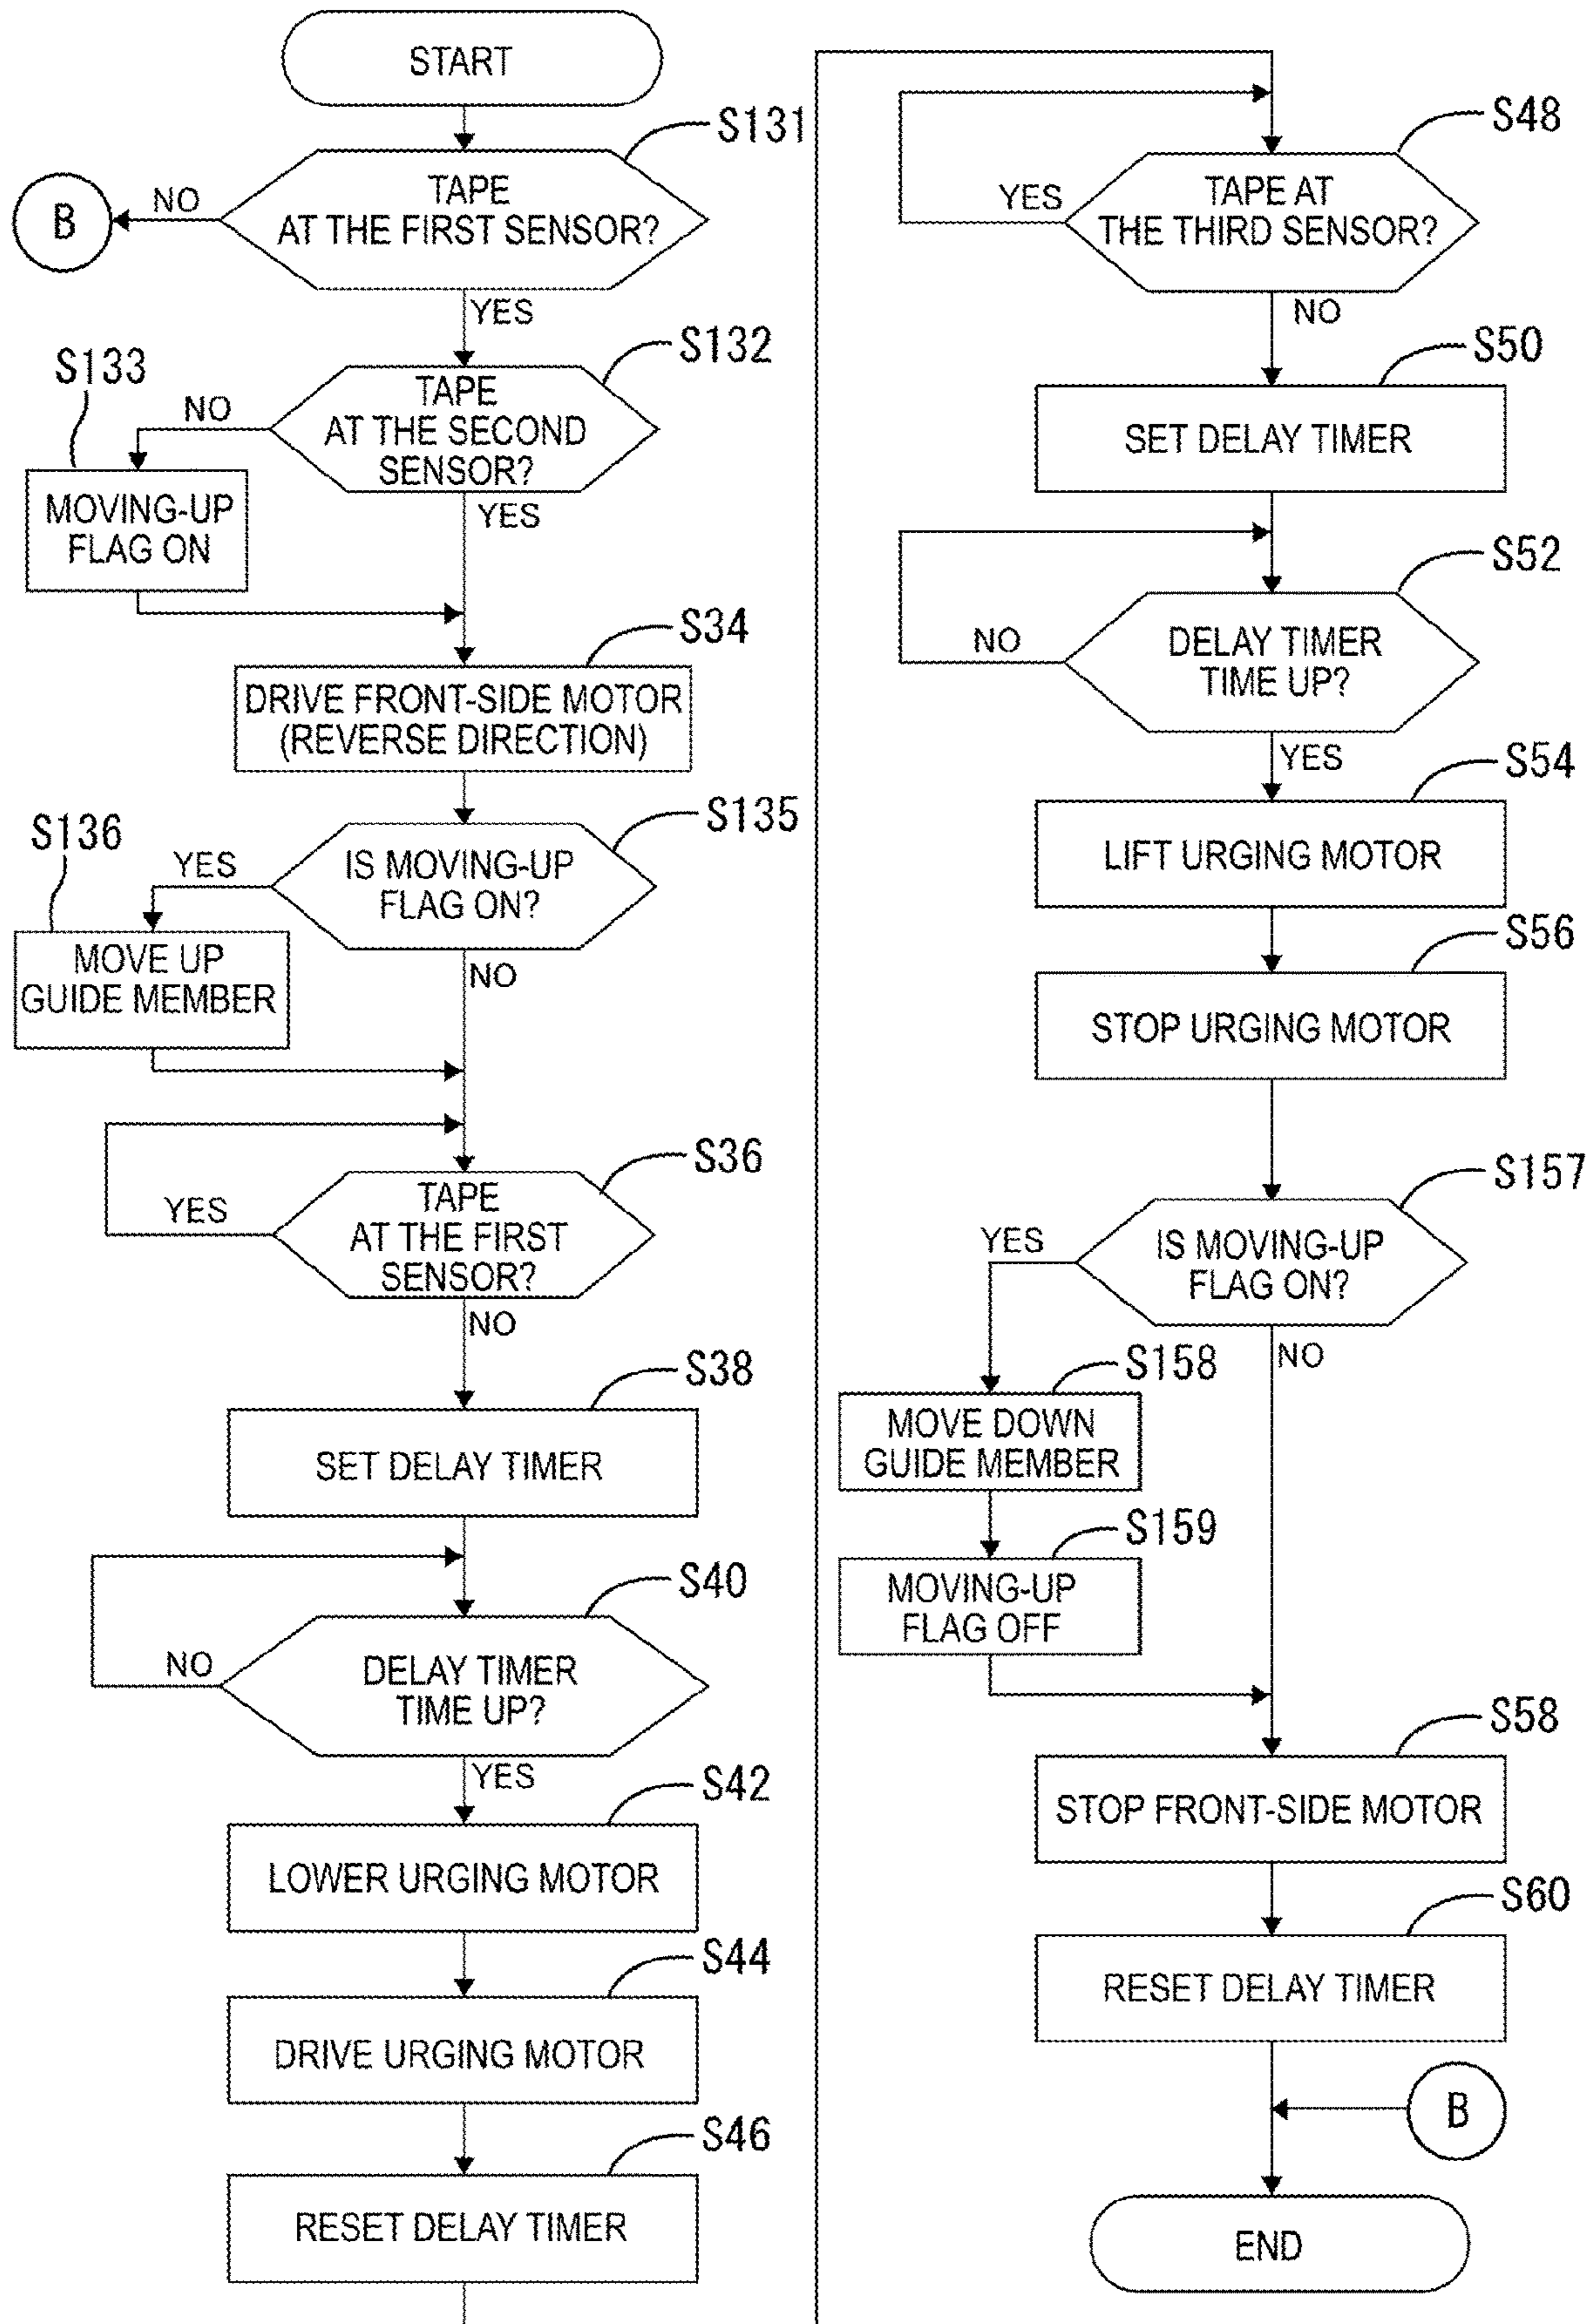 START
S131
TAPE
AT THE FIRST SENSOR?
NO
B
YES
S132
S133
TAPE
AT THE SECOND
SENSOR?
NO
YES
MOVING-UP
FLAG ON
S34
DRIVE FRONT-SIDE MOTOR
(REVERSE DIRECTION)
S135
S136
IS MOVING-UP
FLAG ON?
YES
NO
MOVE UP
GUIDE MEMBER
S36
TAPE
AT THE FIRST
SENSOR?
YES
NO
S38
SET DELAY TIMER
S40
DELAY TIMER
TIME UP?
NO
YES
S42
LOWER URGING MOTOR
S44
DRIVE URGING MOTOR
S46
RESET DELAY TIMER
S48
TAPE AT
THE THIRD SENSOR?
YES
NO
S50
SET DELAY TIMER
S52
DELAY TIMER
TIME UP?
NO
YES
S54
LIFT URGING MOTOR
S56
STOP URGING MOTOR
S157
IS MOVING-UP
FLAG ON?
YES
NO
S158
MOVE DOWN
GUIDE MEMBER
S159
MOVING-UP
FLAG OFF
S58
STOP FRONT-SIDE MOTOR
S60
RESET DELAY TIMER
B
END